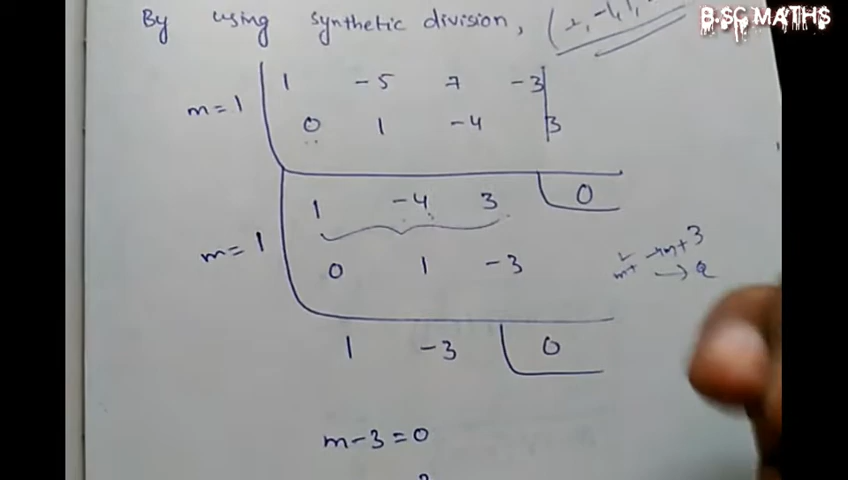 By using synthetic division,
B.SC MATHS
m=1 1 -5 7 -3
0 1 -4 3
m=1 1 -4 3 0
0 1 -3
1 -3 0
m-3=0